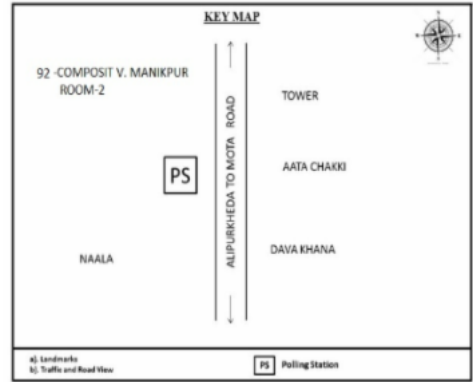 KEY MAP
92 -COMPOSIT V. MANIKPUR
ROOM-2
TOWER
ALIPURKHEDA TO MOTA ROAD
AATA CHAKKI
PS
NAALA
DAVA KHANA
a). Landmarks
b). Traffic and Road View
PS Polling Station